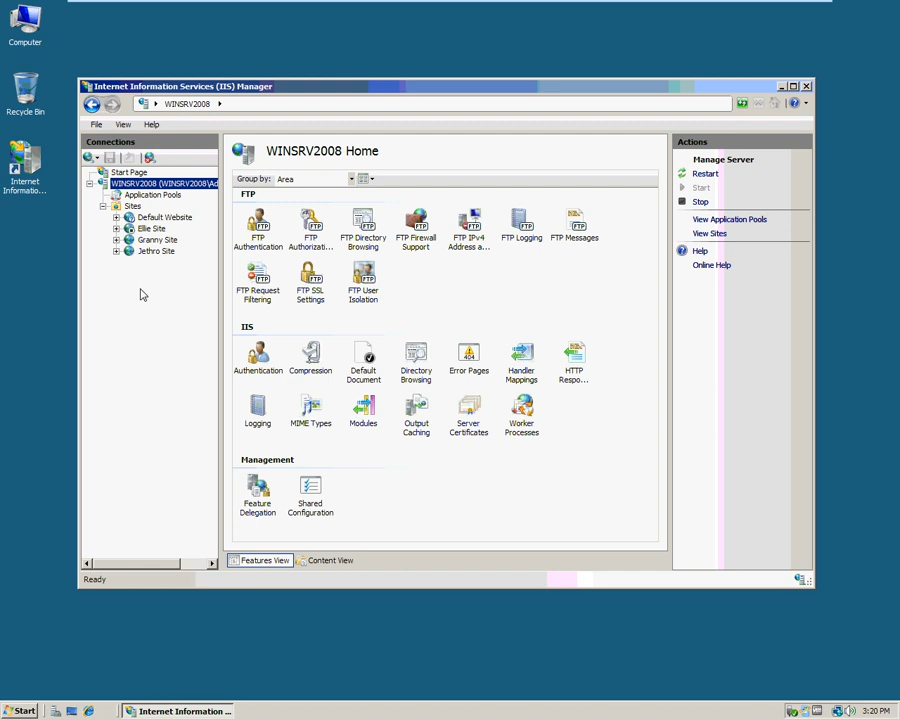 Computer
Recycle Bin
Internet
Informatio...
Internet Information Services (IIS) Manager
WINSRV2008
File View Help
Connections
Start Page
WINSRV2008 (WINSRV2008\Ad
Application Pools
Sites
Default Website
Ellie Site
Granny Site
Jethro Site
WINSRV2008 Home
Group by: Area
FTP
FTP Authentication
FTP Authorizati...
FTP Directory Browsing
FTP Firewall Support
FTP IPv4 Address a...
FTP Logging
FTP Messages
FTP Request Filtering
FTP SSL Settings
FTP User Isolation
IIS
Authentication
Compression
Default Document
Directory Browsing
Error Pages
Handler Mappings
HTTP Respo...
Logging
MIME Types
Modules
Output Caching
Server Certificates
Worker Processes
Management
Feature Delegation
Shared Configuration
Features View
Content View
Actions
Manage Server
Restart
Start
Stop
View Application Pools
View Sites
Help
Online Help
Ready
Start
Internet Information ...
3:20 PM